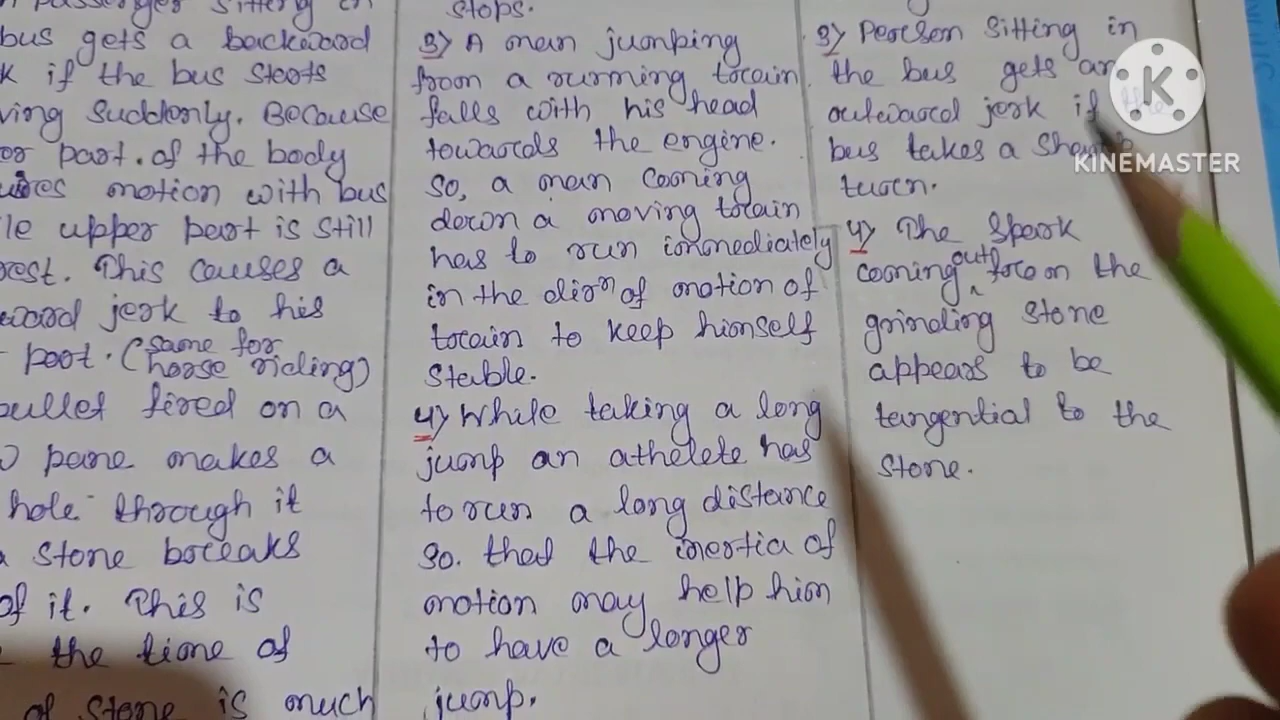 passenger sitting in
bus gets a backward
k if the bus starts
ving suddenly. Because
er part. of the body
motion with bus
le upper part is still
rest. This causes a
ward jerk to his
part. (same for
horse riding)
bullet fired on a
pane makes a
hole through it
a stone breaks
of it. This is
the time of
of stone is much
stops.
3) A man jumping
from a running train
falls with his head
towards the engine.
So, a man coming
down a moving train
has to run immediately
in the dirn of motion of
train to keep himself
stable.
4) While taking a long
jump an athelete has
to run a long distance
so. that the inertia of
motion may help him
to have a longer
jump.
3) Person sitting in
the bus gets an
outward jerk if the
bus takes a
turn.
4) The spark
coming out from the
grinding stone
appears to be
tangential to the
stone.
K
KINEMASTER